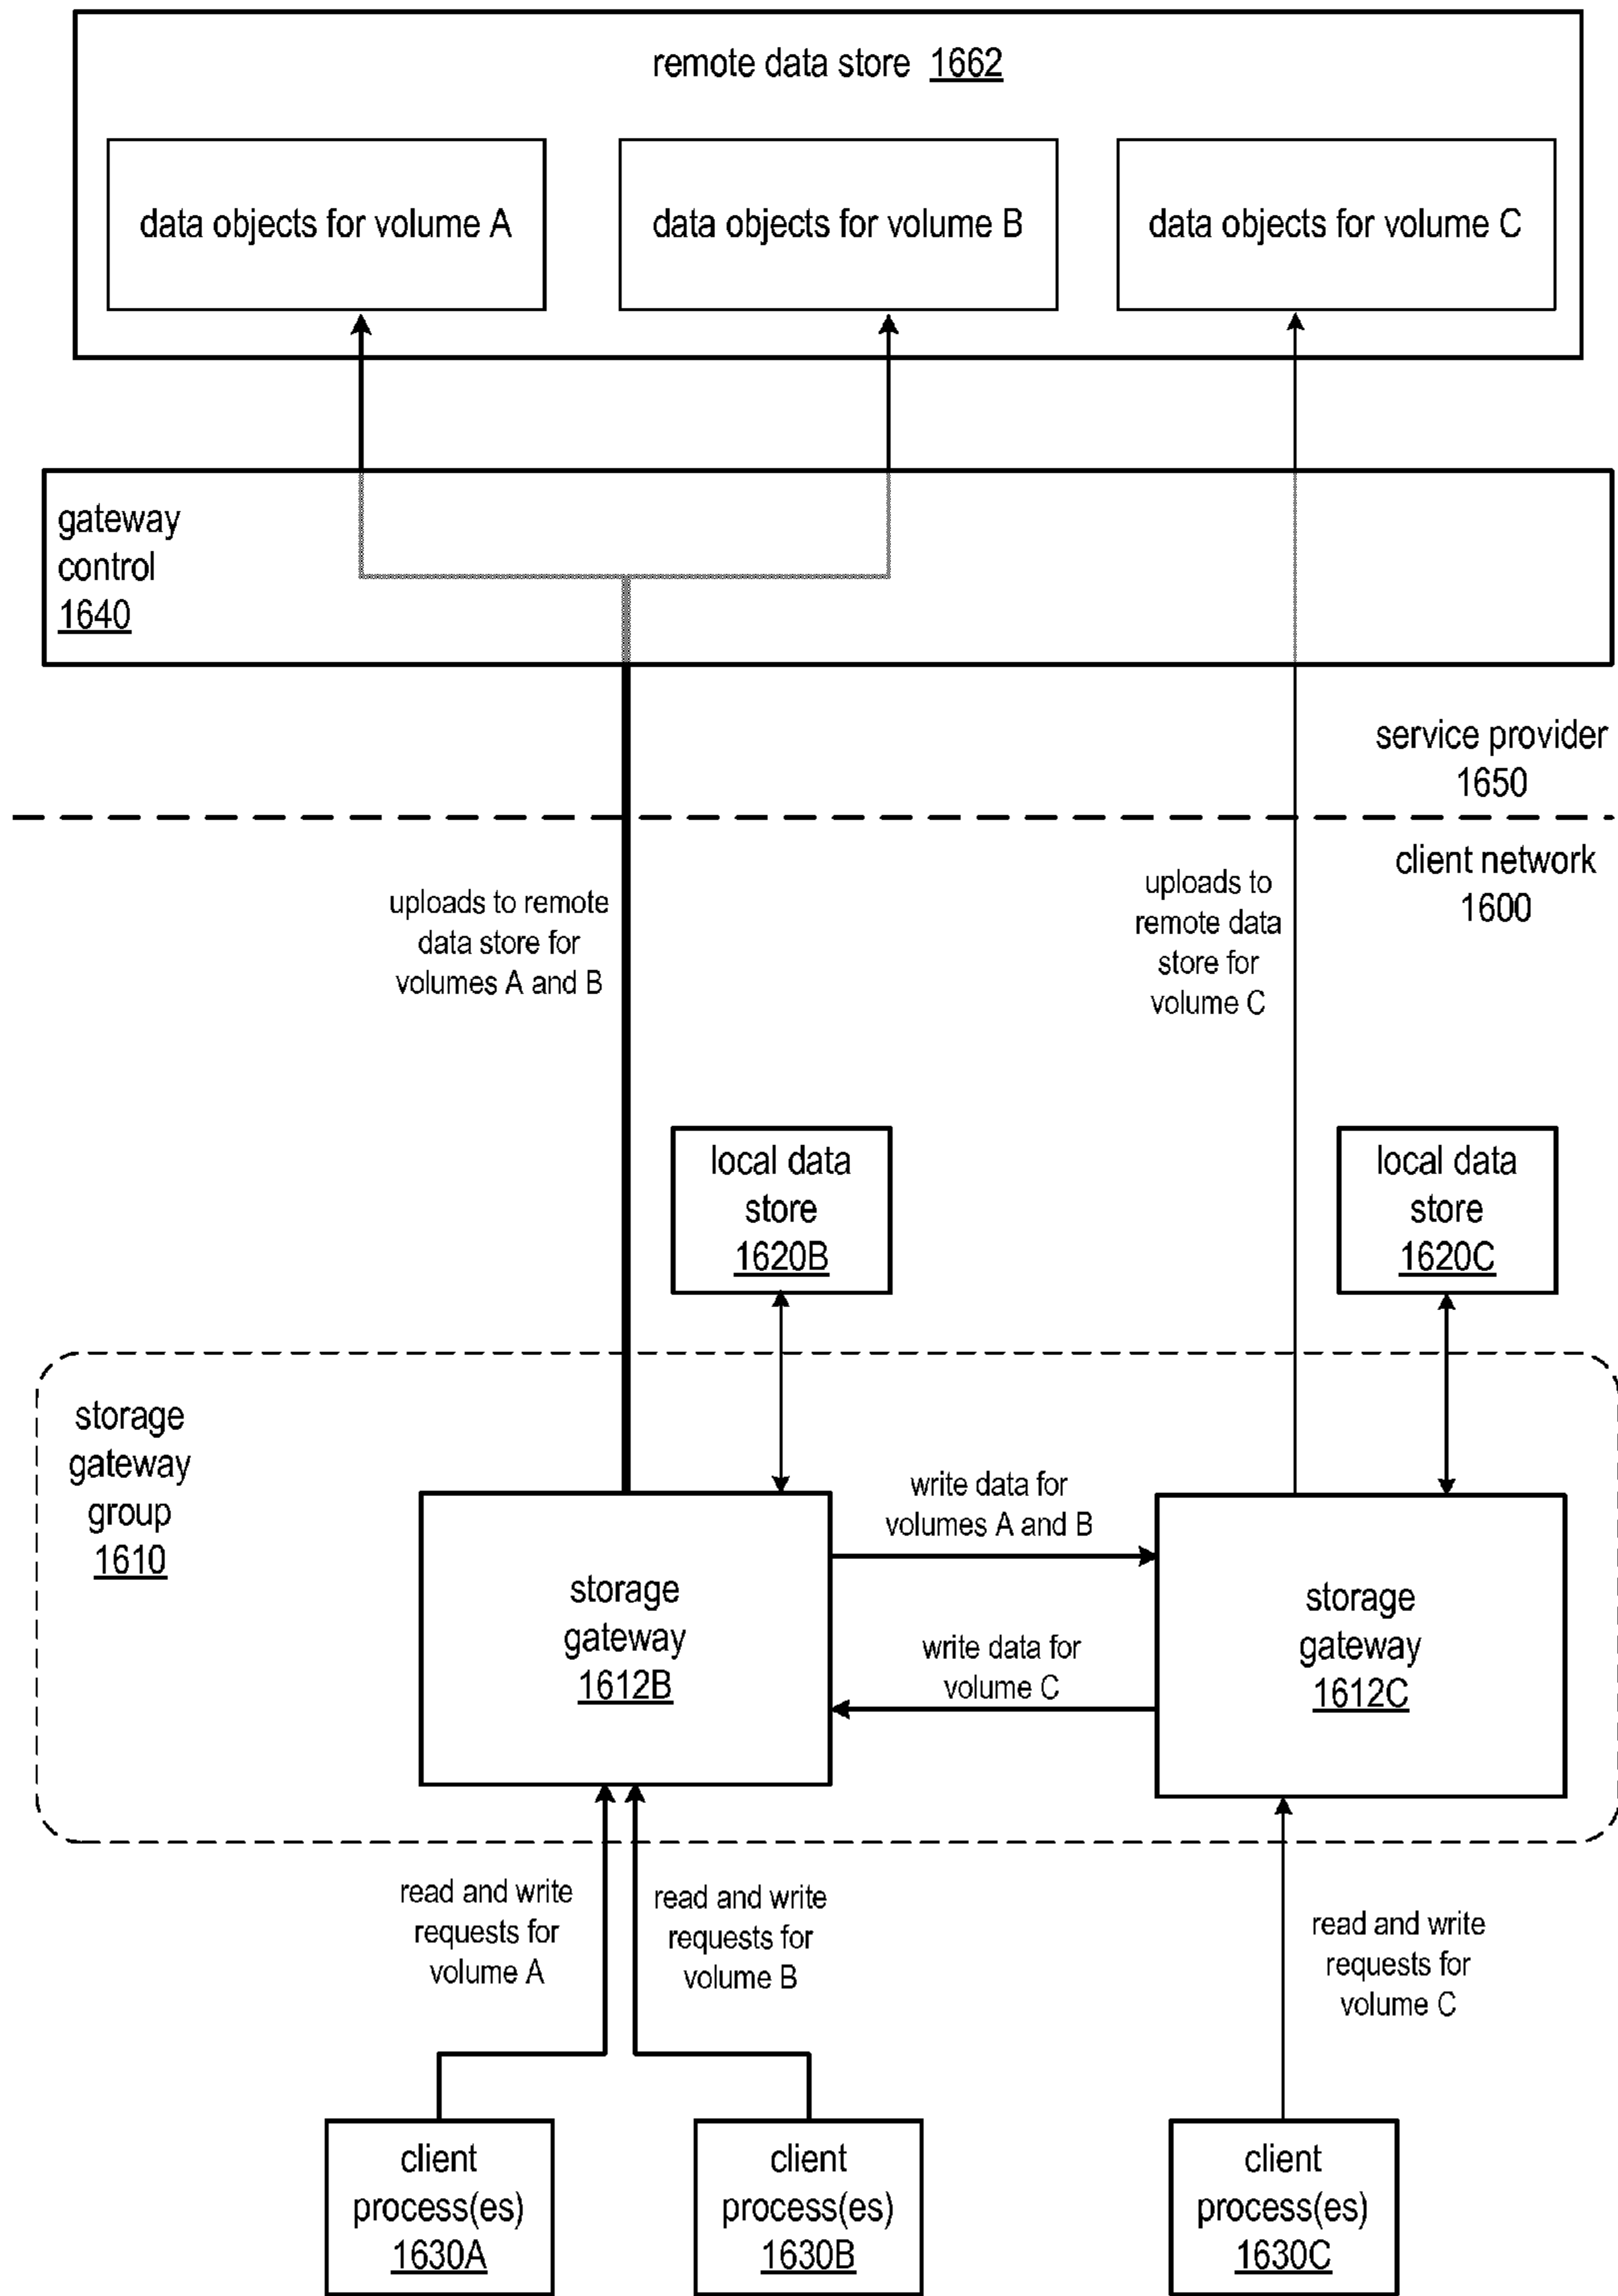 remote data store 1662
data objects for volume A
data objects for volume B
data objects for volume C
gateway
control
1640
service provider
1650
client network
1600
uploads to remote
data store for
volumes A and B
uploads to
remote data
store for
volume C
local data
store
1620B
local data
store
1620C
storage
gateway
group
1610
write data for
volumes A and B
storage
gateway
1612B
write data for
volume C
storage
gateway
1612C
read and write
requests for
volume A
read and write
requests for
volume B
read and write
requests for
volume C
client
process(es)
1630A
client
process(es)
1630B
client
process(es)
1630C